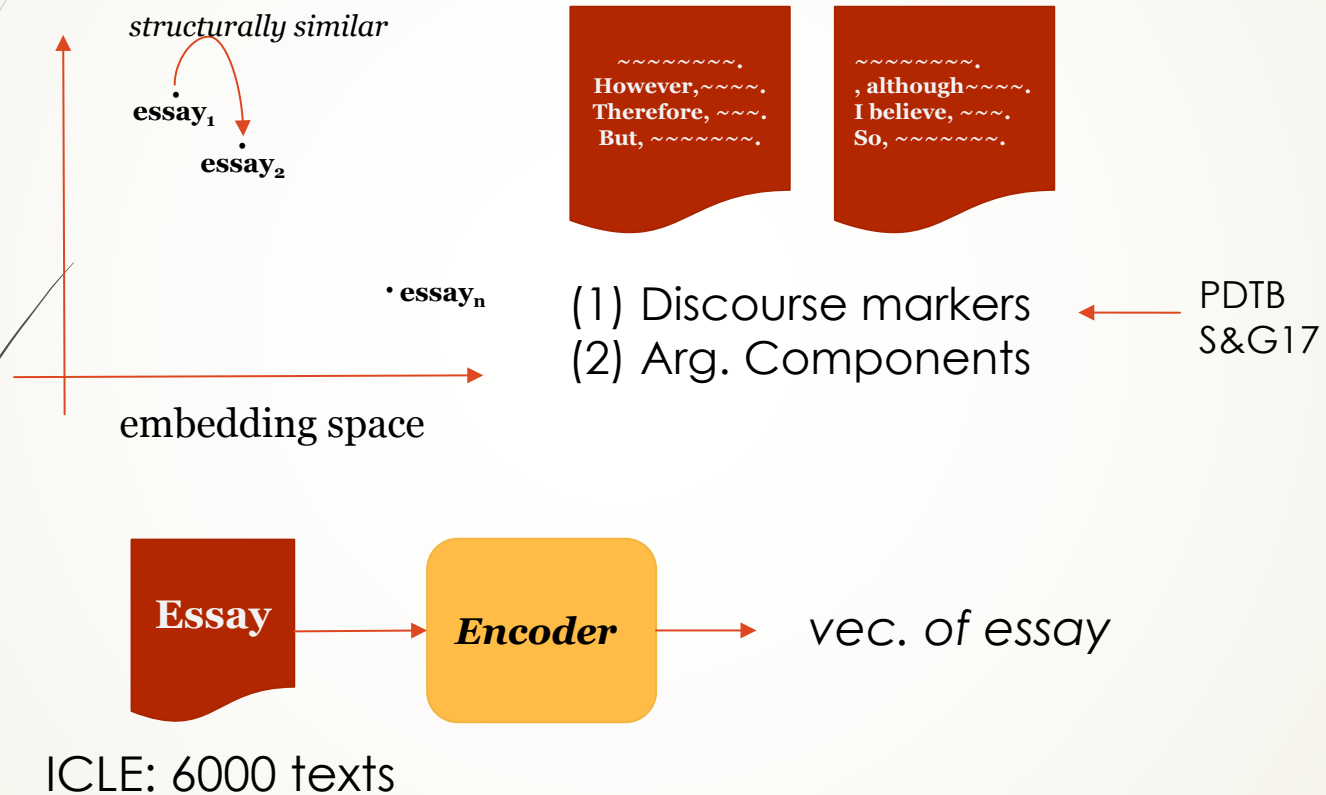 structurally similar
essay₁
essay₂
· essayₙ
embedding space
~~~~~~~~.
However,~~~~.
Therefore, ~~~.
But, ~~~~~~~.
~~~~~~~~.
, although~~~~.
I believe, ~~~.
So, ~~~~~~~.
(1) Discourse markers
(2) Arg. Components
PDTB
S&G17
Essay
Encoder
vec. of essay
ICLE: 6000 texts